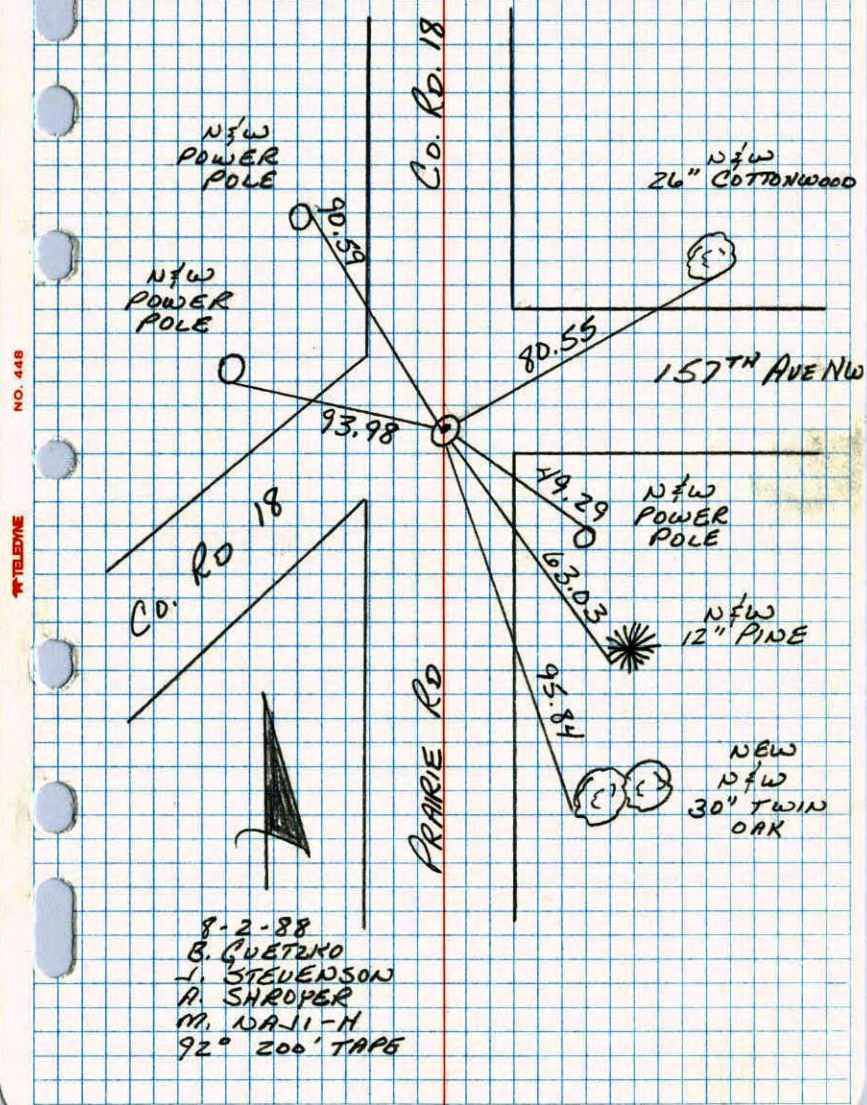 CO. RD. 18
N & W
POWER
POLE
90.59
N & W
26" COTTONWOOD
N & W
POWER
POLE
80.55
157TH AVE NW
93.98
NO. 448
TELEDYNE
CO. RD 18
49.29
N & W
POWER
POLE
63.03
N & W
12" PINE
PRAIRIE RD
95.84
NEW
N & W
30" TWIN
OAK
8-2-88
B. GUETZKO
J. STEVENSON
A. SHROYER
M. NAJI-H
92° 200' TAPE